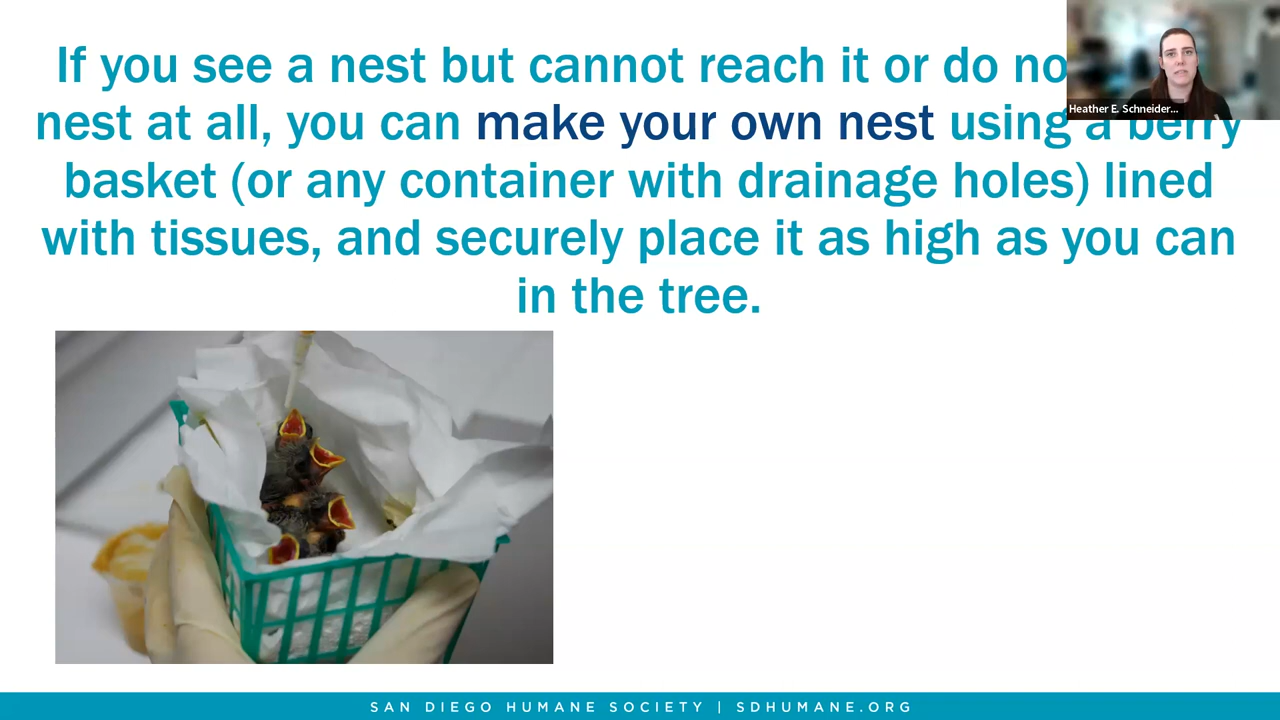 If you see a nest but cannot reach it or do no
nest at all, you can make your own nest using a berry
basket (or any container with drainage holes) lined
with tissues, and securely place it as high as you can
in the tree.
Heather E. Schneider...
SAN DIEGO HUMANE SOCIETY | SDHUMANE.ORG